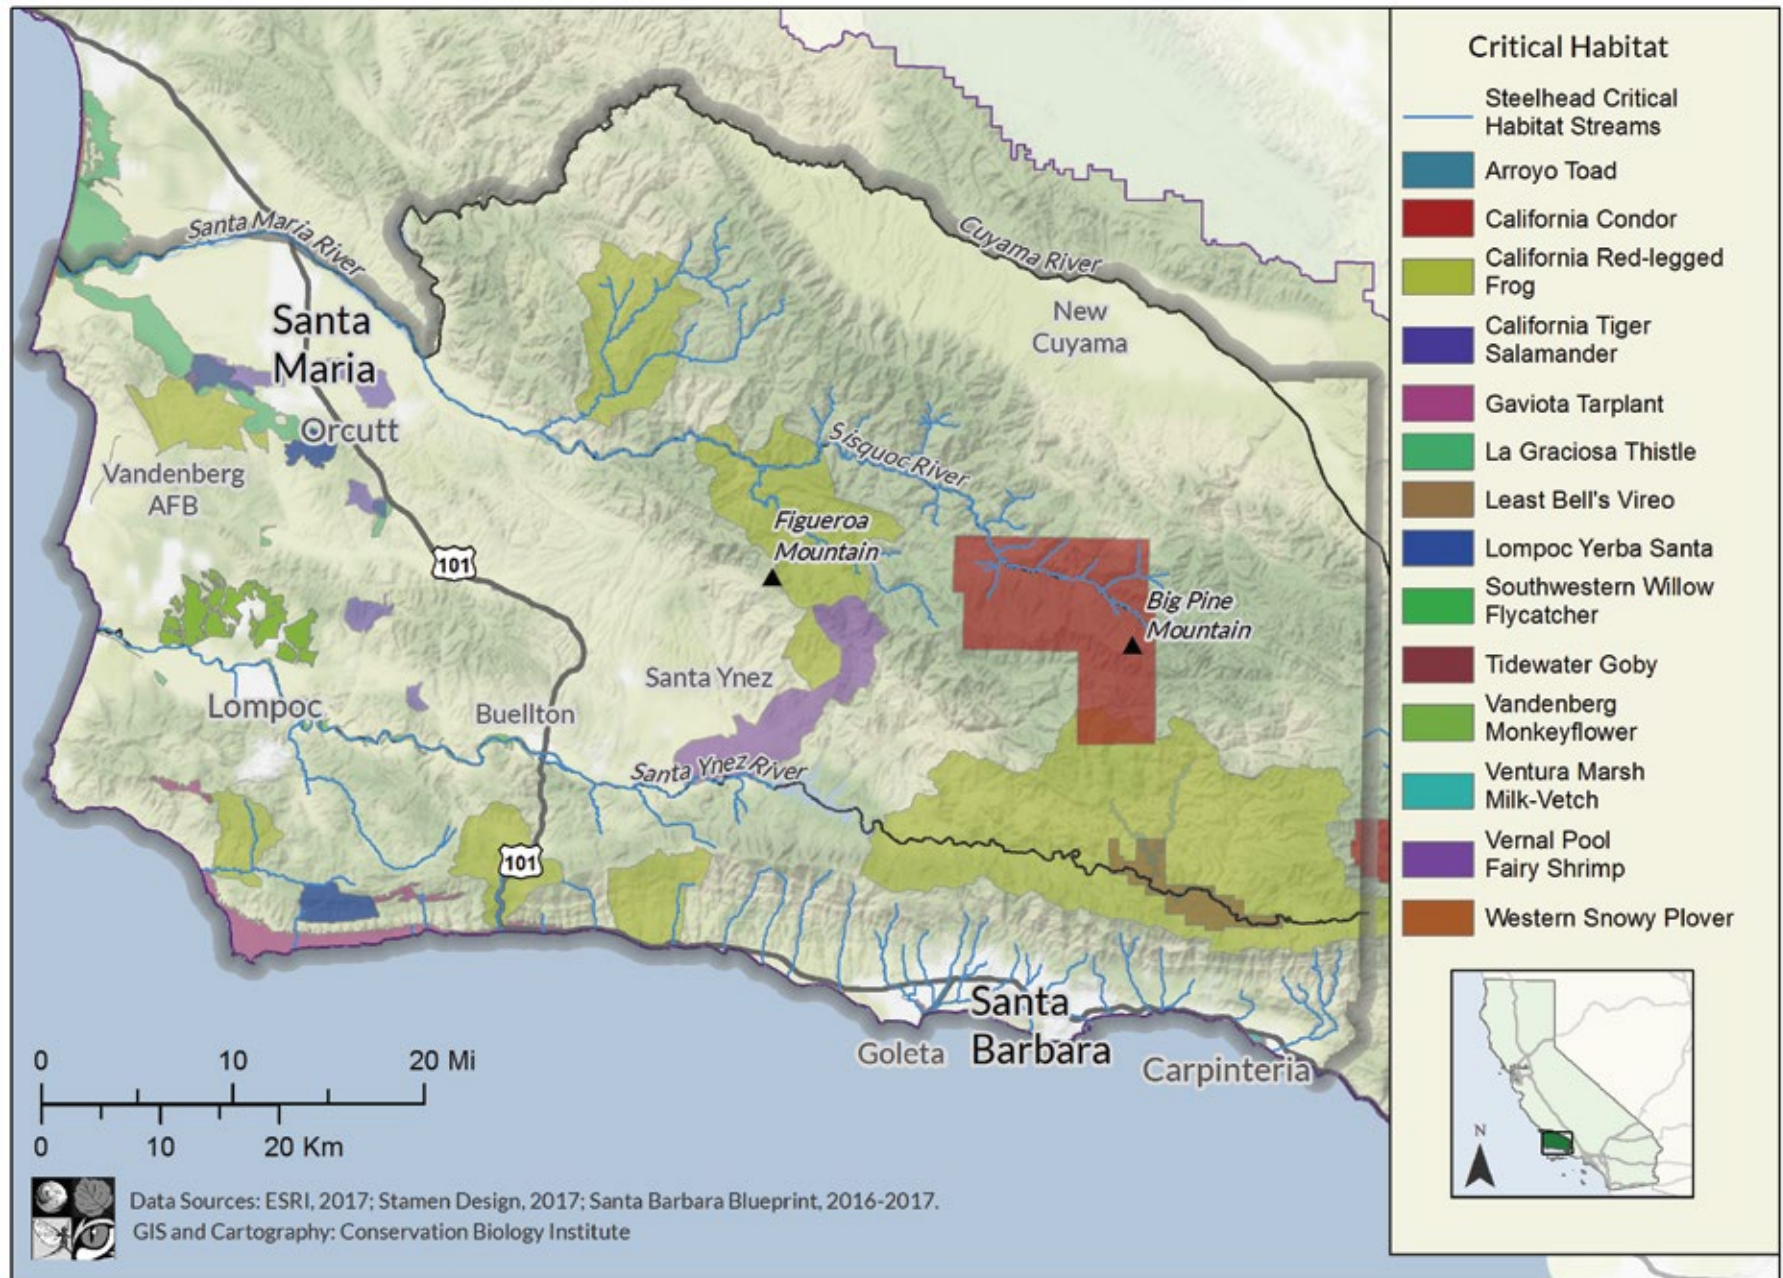 Santa Maria River
Cuyama River
Santa
Maria
New
Cuyama
Orcutt
Sisquoc River
Vandenberg
AFB
Figueroa
Mountain
101
Big Pine
Mountain
Santa Ynez
Lompoc
Buellton
Santa Ynez River
101
Santa
Barbara
Goleta
Carpinteria
0 10 20 Mi
0 10 20 Km
Data Sources: ESRI, 2017; Stamen Design, 2017; Santa Barbara Blueprint, 2016-2017.
GIS and Cartography: Conservation Biology Institute
Critical Habitat
Steelhead Critical
Habitat Streams
Arroyo Toad
California Condor
California Red-legged
Frog
California Tiger
Salamander
Gaviota Tarplant
La Graciosa Thistle
Least Bell's Vireo
Lompoc Yerba Santa
Southwestern Willow
Flycatcher
Tidewater Goby
Vandenberg
Monkeyflower
Ventura Marsh
Milk-Vetch
Vernal Pool
Fairy Shrimp
Western Snowy Plover
N